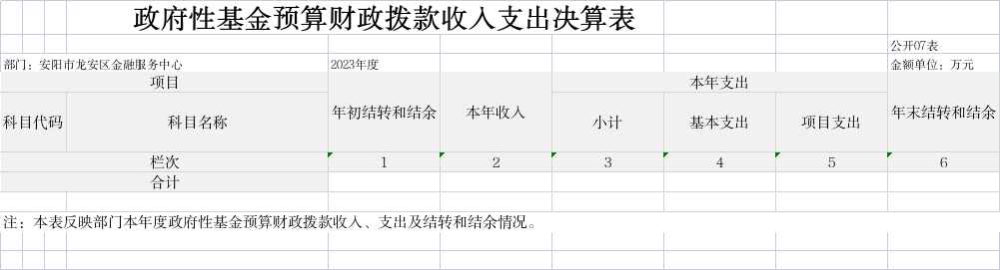 政府性基金预算财政拨款收入支出决算表
公开07表
部门：安阳市龙安区金融服务中心 2023年度 金额单位：万元
项目 年初结转和结余 本年收入 本年支出 年末结转和结余
科目代码 科目名称 小计 基本支出 项目支出
栏次 1 2 3 4 5 6
合计
注：本表反映部门本年度政府性基金预算财政拨款收入、支出及结转和结余情况。